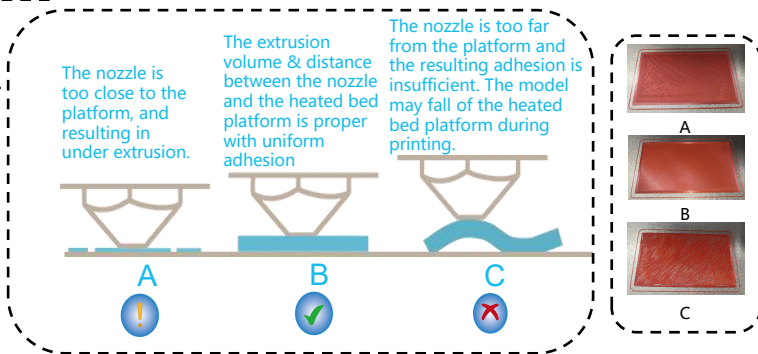 The nozzle is
too close to the
platform, and
resulting in
under extrusion.
The extrusion
volume & distance
between the nozzle
and the heated bed
platform is proper
with uniform
adhesion
The nozzle is too far
from the platform and
the resulting adhesion is
insufficient. The model
may fall of the heated
bed platform during
printing.
A
B
C
A
B
C